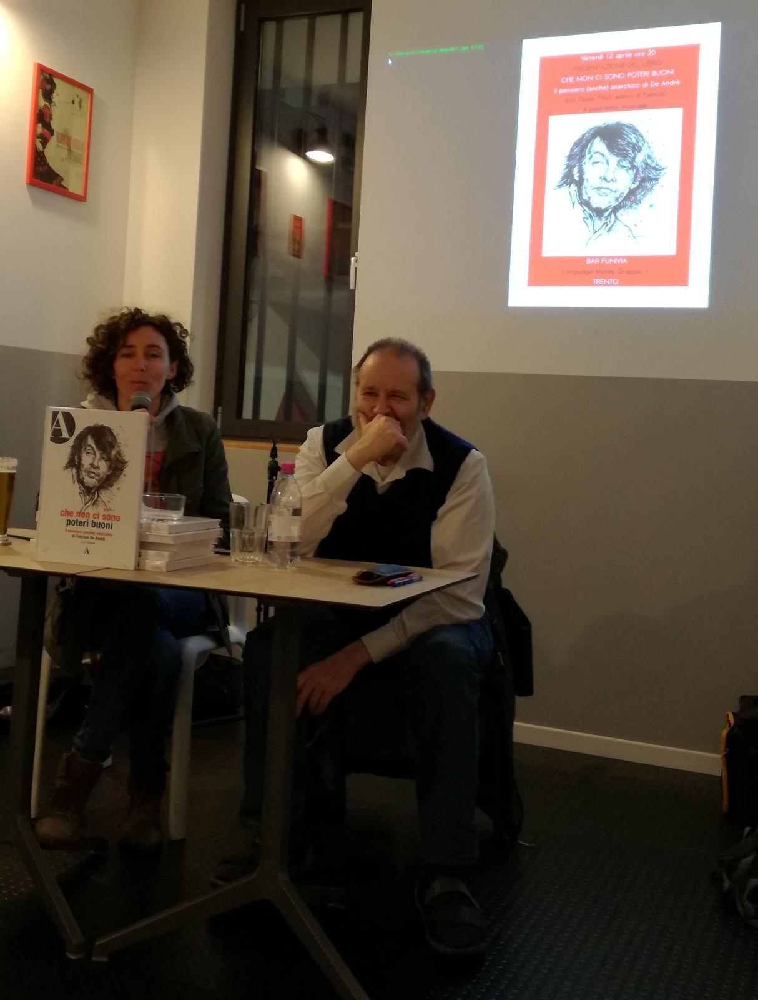 Venerdì 12 aprile ore 20
PRESENTAZIONE DEL LIBRO
CHE NON CI SONO POTERI BUONI
il pensiero (anche) anarchico di De Andrè
con Paolo Finzi, amico di Fabrizio
e intervento musicale
BAR FUNIVIA
Lungadige Monte Grappa, 1
TRENTO
A
che non ci sono
poteri buoni
il pensiero (anche) anarchico
di Fabrizio De André
A